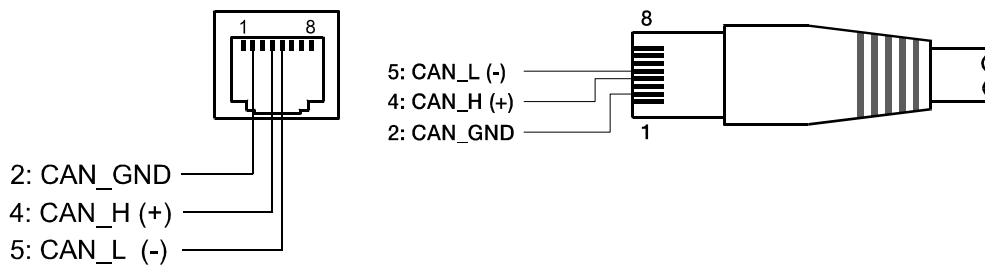 1 8
2: CAN_GND
4: CAN_H (+)
5: CAN_L (-)
8
5: CAN_L (-)
4: CAN_H (+)
2: CAN_GND
1